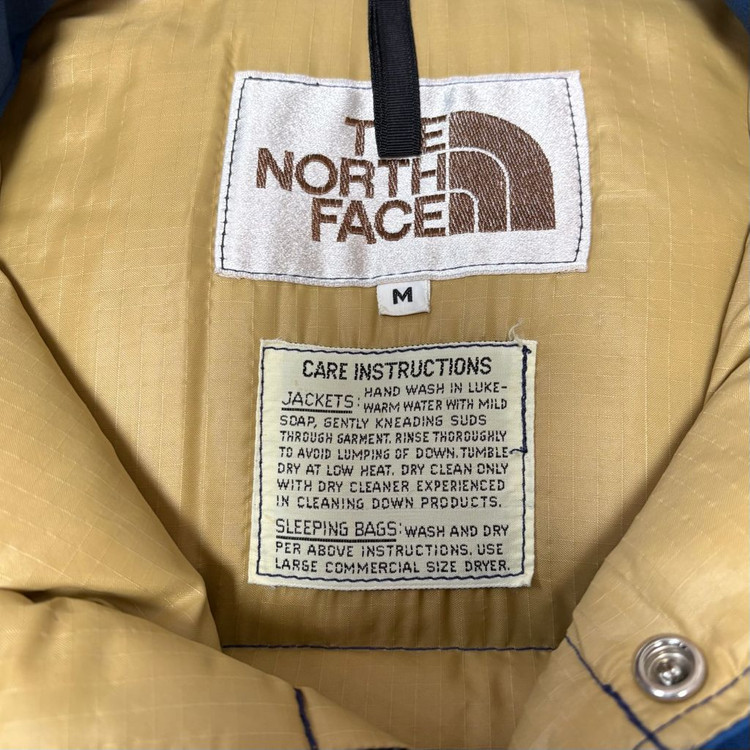 THE
NORTH
FACE
M
CARE INSTRUCTIONS
JACKETS: HAND WASH IN LUKE-
WARM WATER WITH MILD
SOAP, GENTLY KNEADING SUDS
THROUGH GARMENT. RINSE THOROUGHLY
TO AVOID LUMPING OF DOWN. TUMBLE
DRY AT LOW HEAT. DRY CLEAN ONLY
WITH DRY CLEANER EXPERIENCED
IN CLEANING DOWN PRODUCTS.
SLEEPING BAGS: WASH AND DRY
PER ABOVE INSTRUCTIONS. USE
LARGE COMMERCIAL SIZE DRYER.